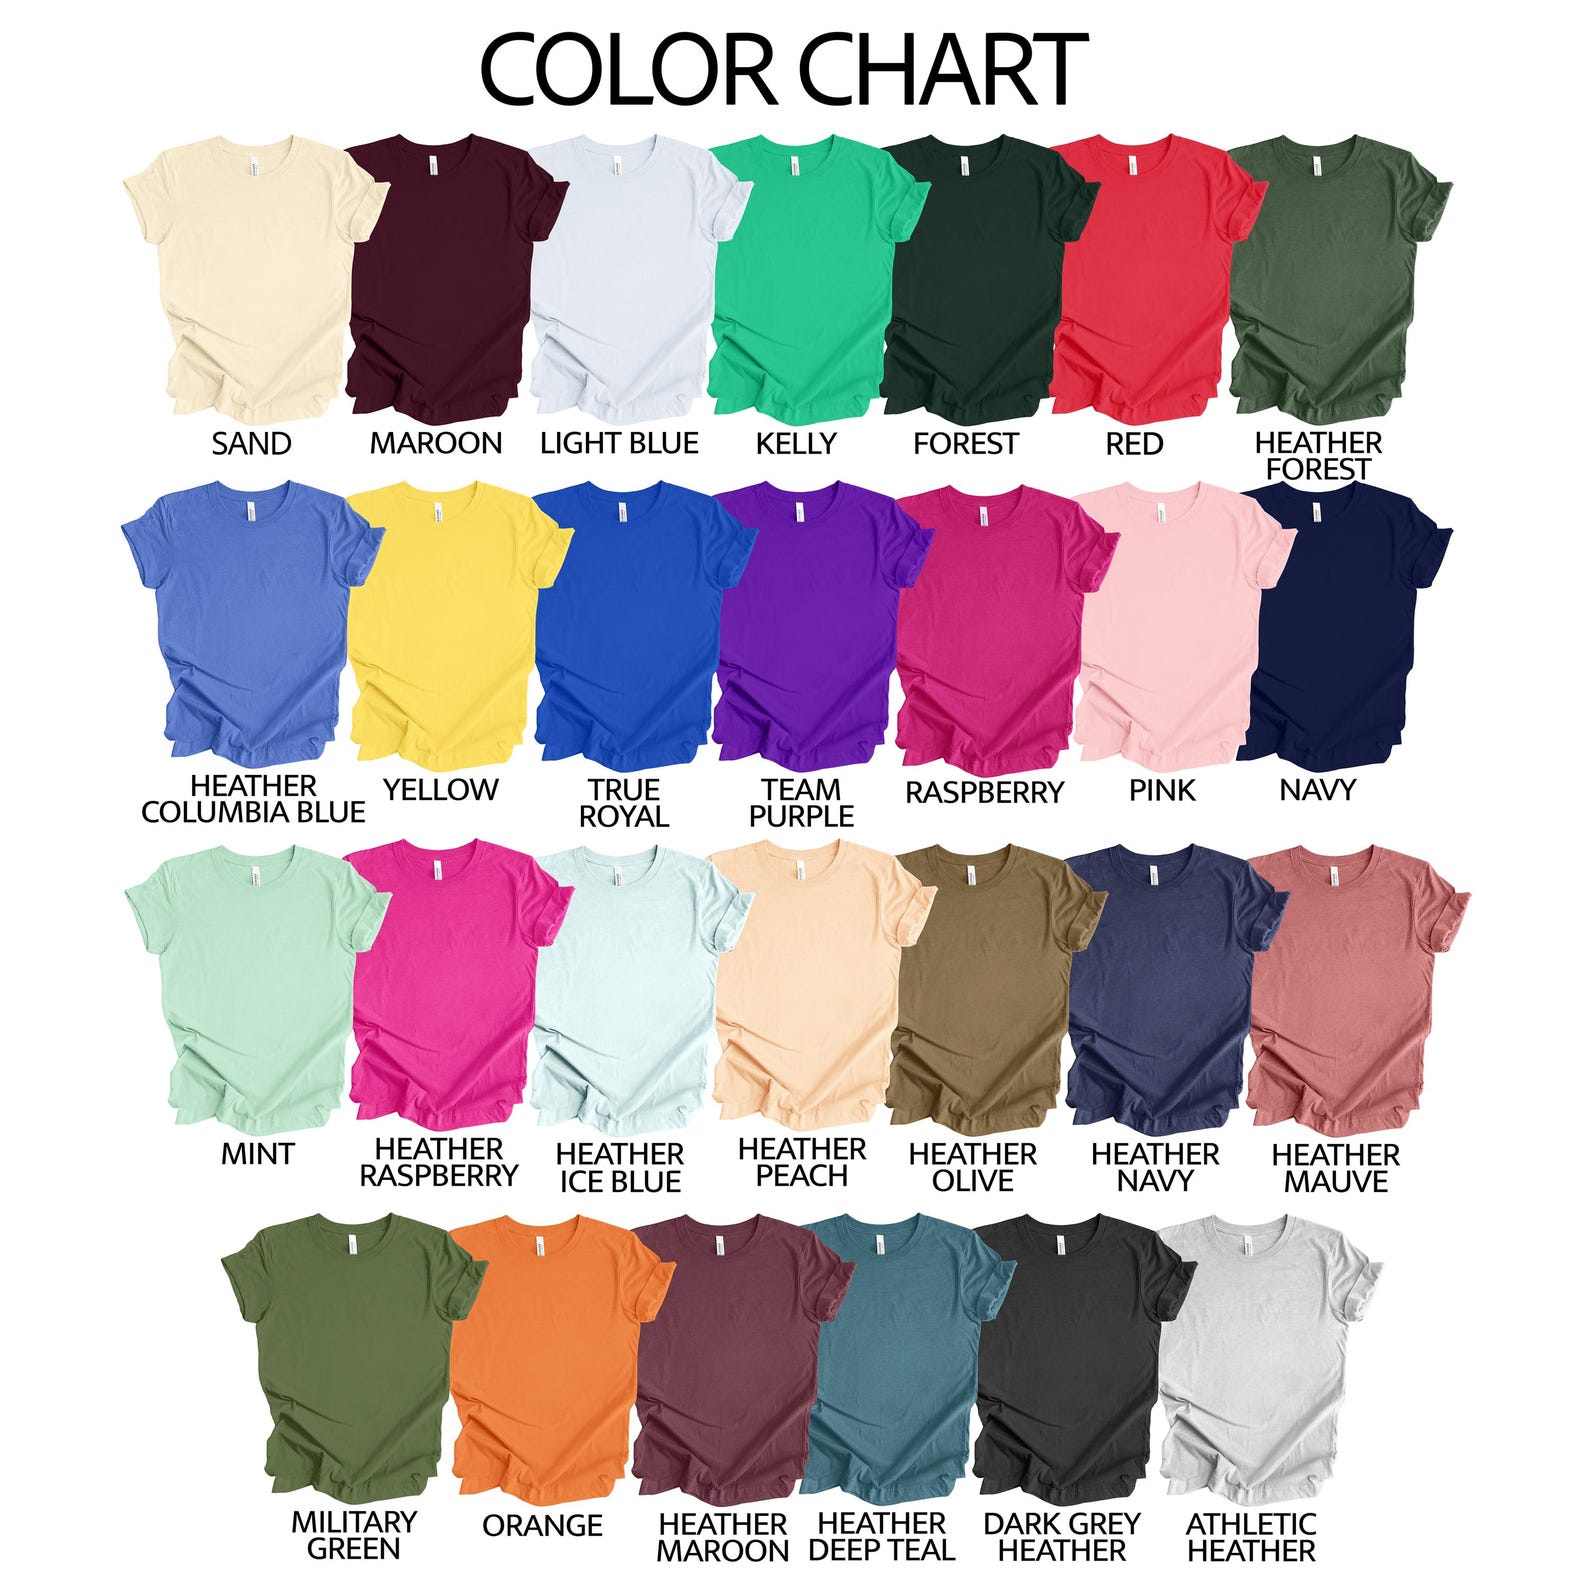 COLOR CHART
SAND
MAROON
LIGHT BLUE
KELLY
FOREST
RED
HEATHER
FOREST
HEATHER
COLUMBIA BLUE
YELLOW
TRUE
ROYAL
TEAM
PURPLE
RASPBERRY
PINK
NAVY
MINT
HEATHER
RASPBERRY
HEATHER
ICE BLUE
HEATHER
PEACH
HEATHER
OLIVE
HEATHER
NAVY
HEATHER
MAUVE
MILITARY
GREEN
ORANGE
HEATHER
MAROON
HEATHER
DEEP TEAL
DARK GREY
HEATHER
ATHLETIC
HEATHER